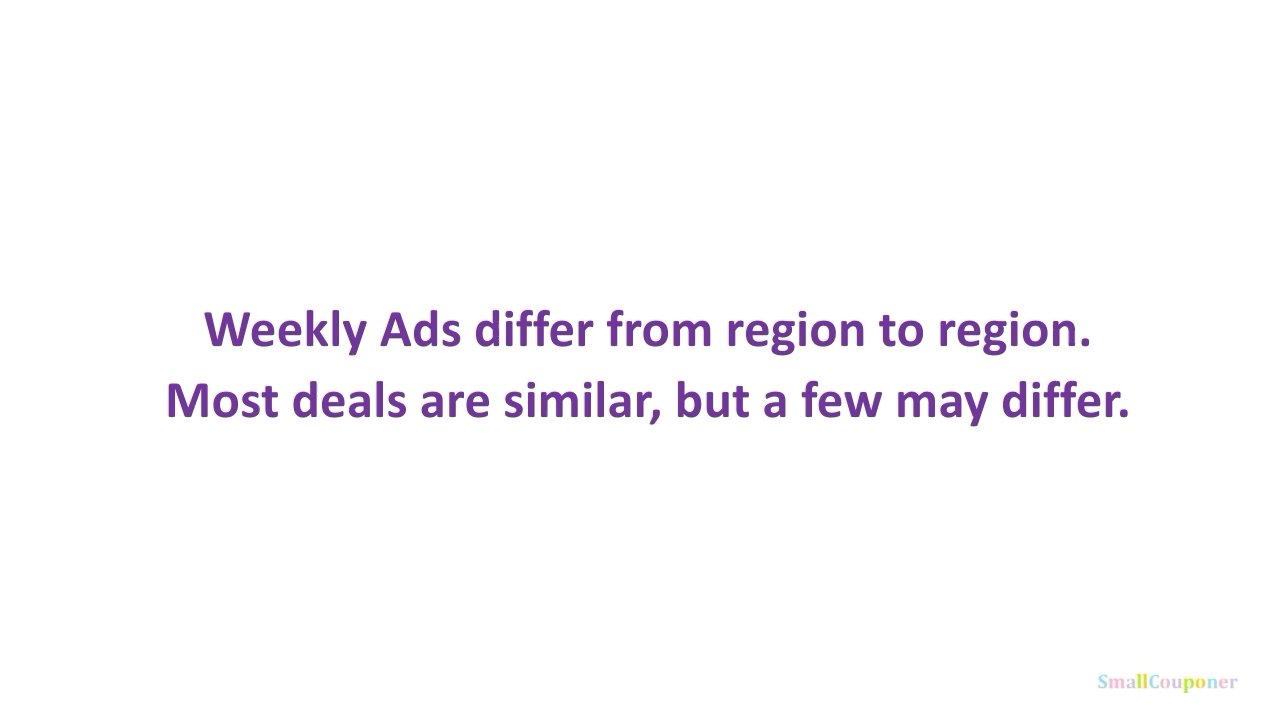 Weekly Ads differ from region to region.
Most deals are similar, but a few may differ.
SmallCouponer